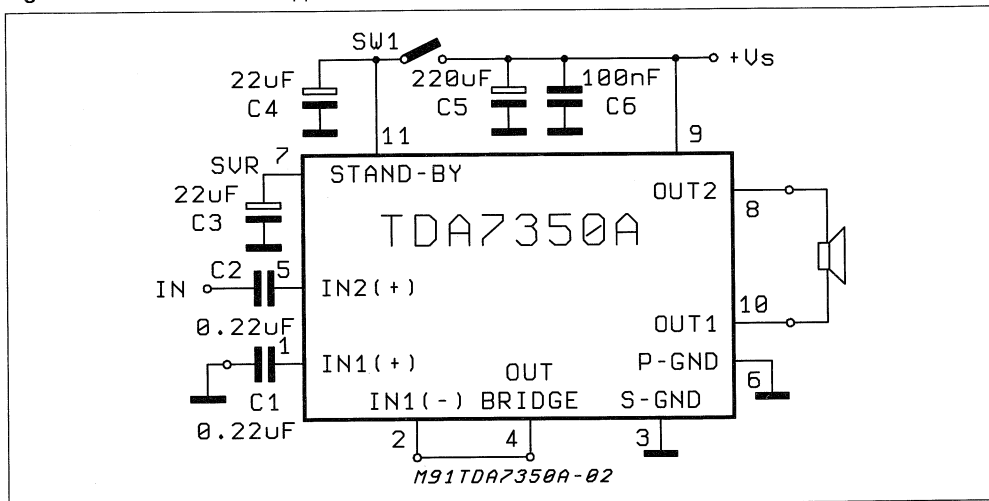 SW1
+Vs
22uF
C4
220uF
C5
100nF
C6
11
9
SVR
7
22uF
C3
STAND-BY
TDA7350A
OUT2
8
IN
C2
5
IN2(+)
0.22uF
10
OUT1
1
IN1(+)
C1
0.22uF
P-GND
6
OUT
IN1(-)
BRIDGE
S-GND
2
4
3
M91TDA7350A-02